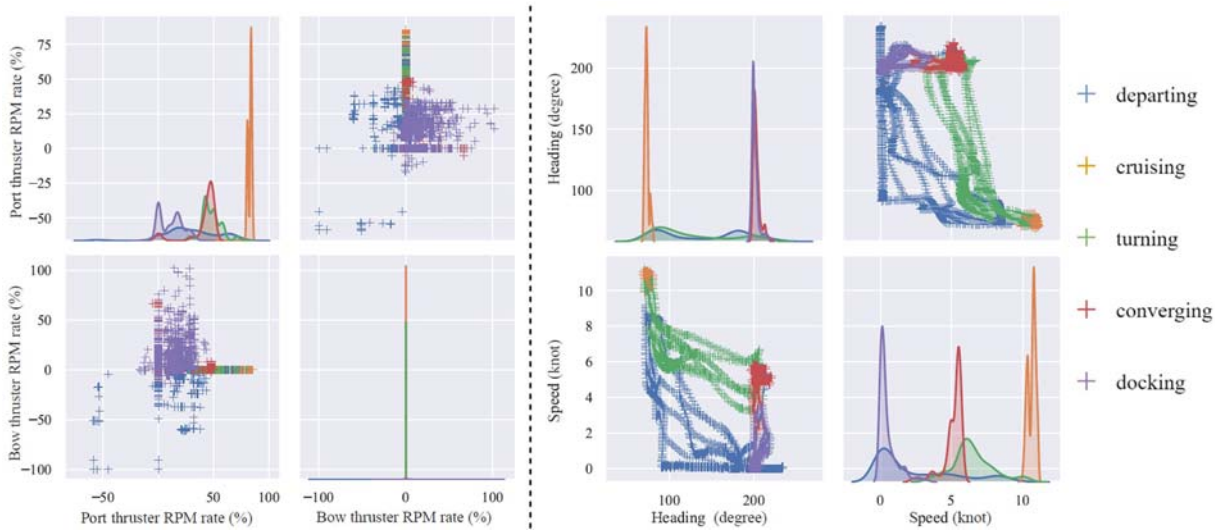 Port thruster RPM rate (%)
75
50
25
0
−25
−50
Bow thruster RPM rate (%)
100
50
0
−50
−100
−50
50
100
Port thruster RPM rate (%)
−100
0
100
Bow thruster RPM rate (%)
Heading (degree)
200
150
100
Speed (knot)
10
8
6
4
2
0
100
200
Heading (degree)
0
5
10
Speed (knot)
departing
cruising
turning
converging
docking